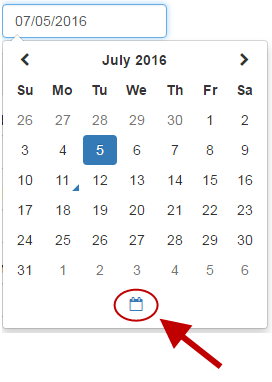 07/05/2016
July 2016
Su Mo Tu We Th Fr Sa
26 27 28 29 30 1 2
3 4 5 6 7 8 9
10 11 12 13 14 15 16
17 18 19 20 21 22 23
24 25 26 27 28 29 30
31 1 2 3 4 5 6